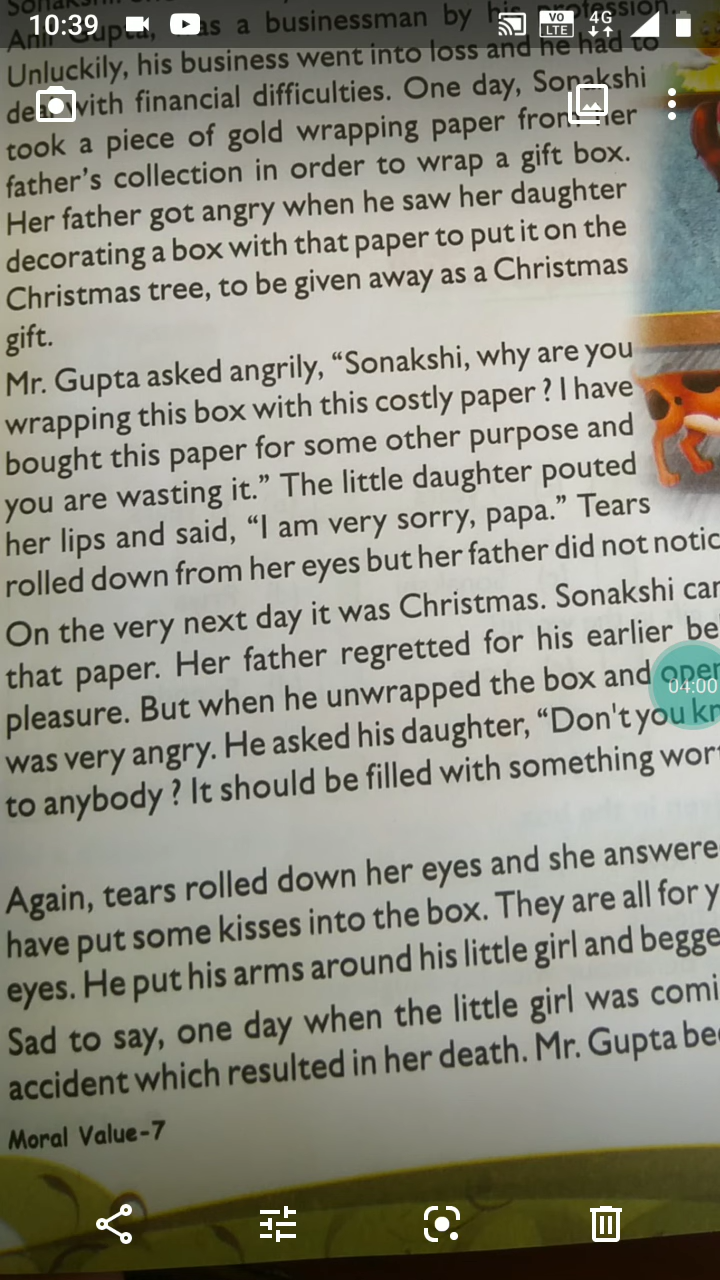 10:39
VO
LTE
4G
Anil Gupta, was a businessman by his profession.
Unluckily, his business went into loss and he had to
deal with financial difficulties. One day, Sonakshi
took a piece of gold wrapping paper from her
father's collection in order to wrap a gift box.
Her father got angry when he saw her daughter
decorating a box with that paper to put it on the
Christmas tree, to be given away as a Christmas
gift.
Mr. Gupta asked angrily, “Sonakshi, why are you
wrapping this box with this costly paper ? I have
bought this paper for some other purpose and
you are wasting it.” The little daughter pouted
her lips and said, “I am very sorry, papa.” Tears
rolled down from her eyes but her father did not notic
On the very next day it was Christmas. Sonakshi
that paper. Her father regretted for his earlier
pleasure. But when he unwrapped the box and
was very angry. He asked his daughter, “Don't you
04:00
to anybody ? It should be filled with something
Again, tears rolled down her eyes and she answere
have put some kisses into the box. They are all for
eyes. He put his arms around his little girl and begge
Sad to say, one day when the little girl was comi
accident which resulted in her death. Mr. Gupta
Moral Value-7